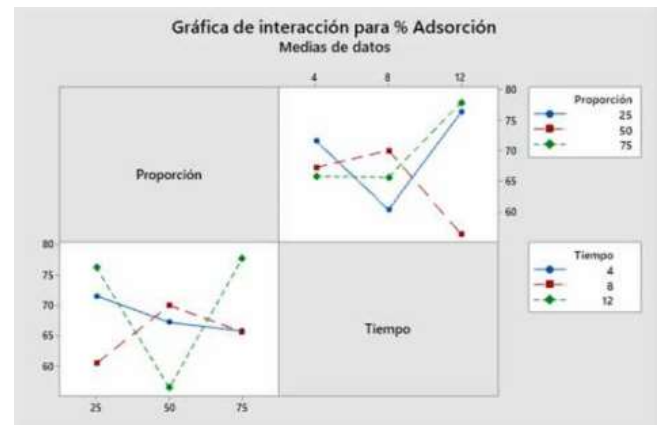 Gráfica de interacción para % Adsorción
Medias de datos
4 8 12
80
75
70
65
60
Proporción
25
50
75
Proporción
80
75
70
65
60
Tiempo
Tiempo
4
8
12
25 50 75